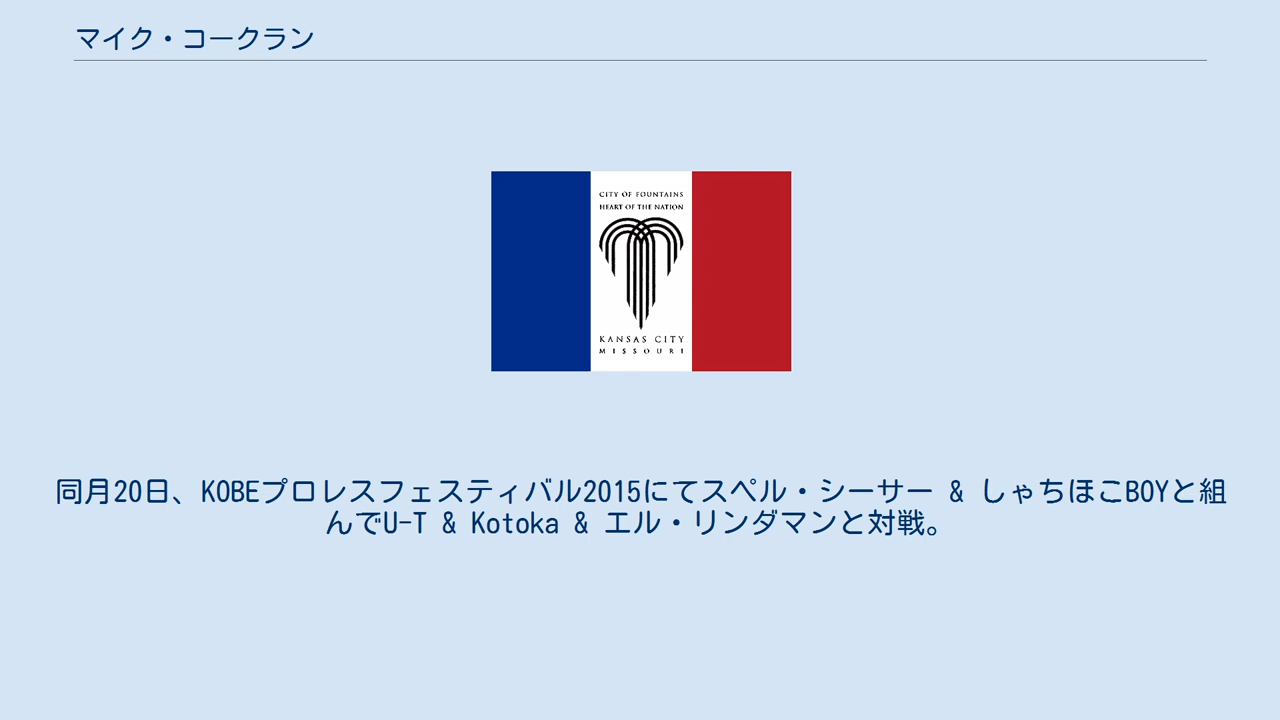 マイク・コークラン
CITY OF FOUNTAINS
HEART OF THE NATION
KANSAS CITY
MISSOURI
同月20日、KOBEプロレスフェスティバル2015にてスペル・シーサー & しゃちほこBOYと組
んでU-T & Kotoka & エル・リンダマンと対戦。